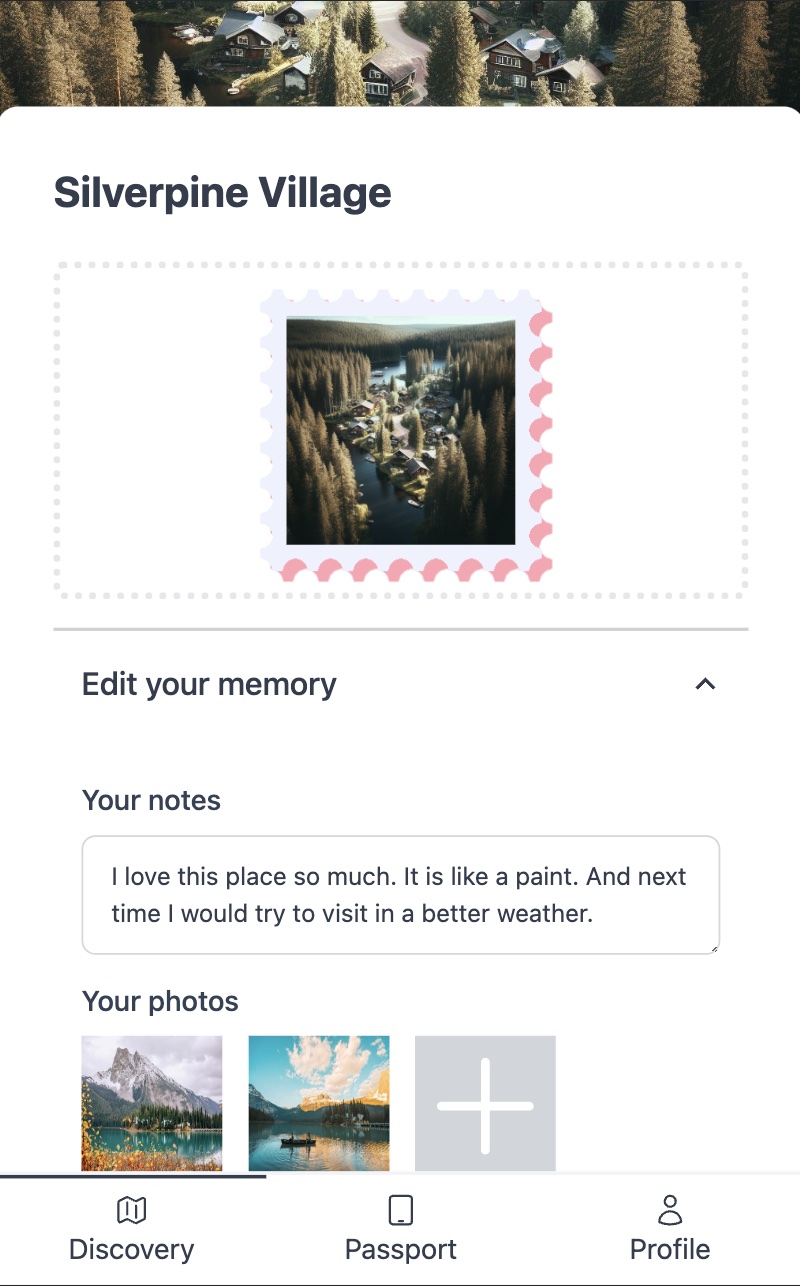 Silverpine Village
Edit your memory
Your notes
I love this place so much. It is like a paint. And next
time I would try to visit in a better weather.
Your photos
Discovery
Passport
Profile